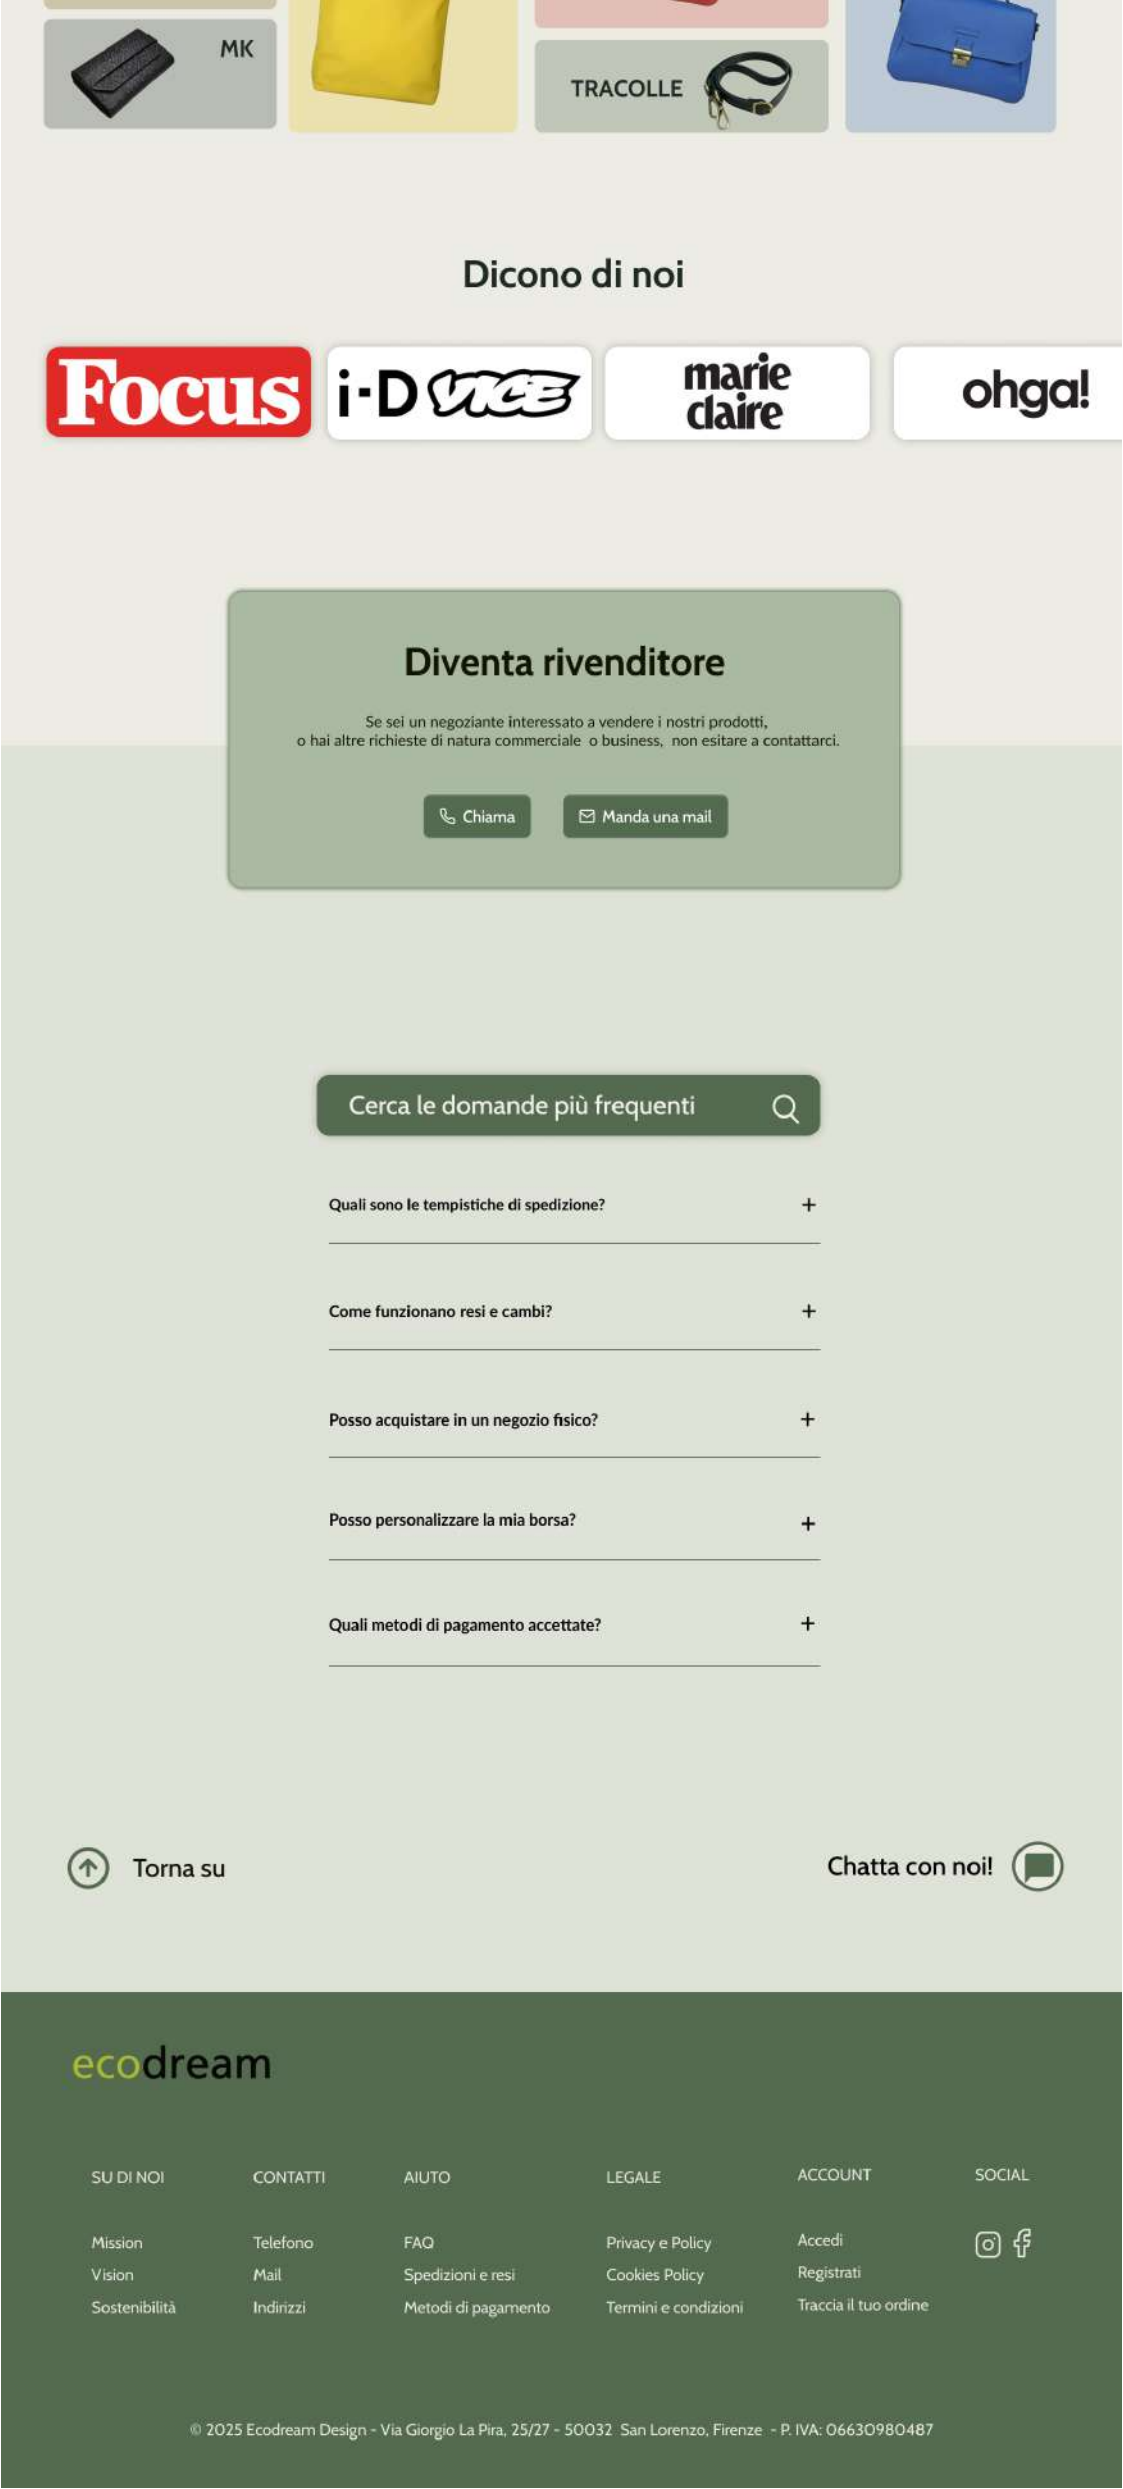 MK
TRACOLLE
Dicono di noi
Focus
i-D VICE
marie
claire
ohga!
Diventa rivenditore
Se sei un negoziante interessato a vendere i nostri prodotti,
o hai altre richieste di natura commerciale o business, non esitare a contattarci.
Chiama
Manda una mail
Cerca le domande più frequenti
Quali sono le tempistiche di spedizione?
Come funzionano resi e cambi?
Posso acquistare in un negozio fisico?
Posso personalizzare la mia borsa?
Quali metodi di pagamento accettate?
Torna su
Chatta con noi!
ecodream
SU DI NOI
Mission
Vision
Sostenibilità
CONTATTI
Telefono
Mail
Indirizzi
AIUTO
FAQ
Spedizioni e resi
Metodi di pagamento
LEGALE
Privacy e Policy
Cookies Policy
Termini e condizioni
ACCOUNT
Accedi
Registrati
Traccia il tuo ordine
SOCIAL
© 2025 Ecodream Design - Via Giorgio La Pira, 25/27 - 50032 San Lorenzo, Firenze - P. IVA: 06630980487